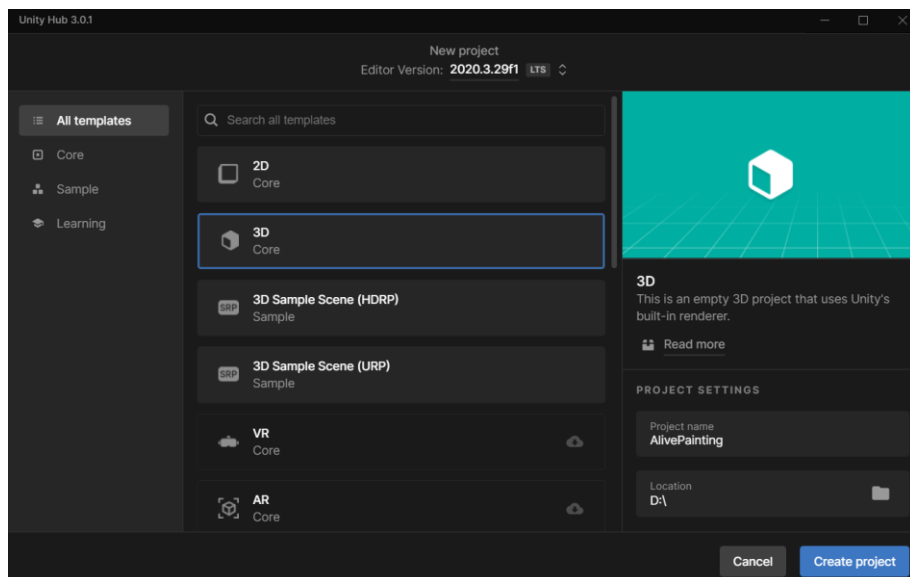 Unity Hub 3.0.1
New project
Editor Version: 2020.3.29f1 LTS
All templates
Core
Sample
Learning
Search all templates
2D
Core
3D
Core
SRP
3D Sample Scene (HDRP)
Sample
SRP
3D Sample Scene (URP)
Sample
VR
Core
AR
Core
3D
This is an empty 3D project that uses Unity's
built-in renderer.
Read more
PROJECT SETTINGS
Project name
AlivePainting
Location
D:\
Cancel
Create project